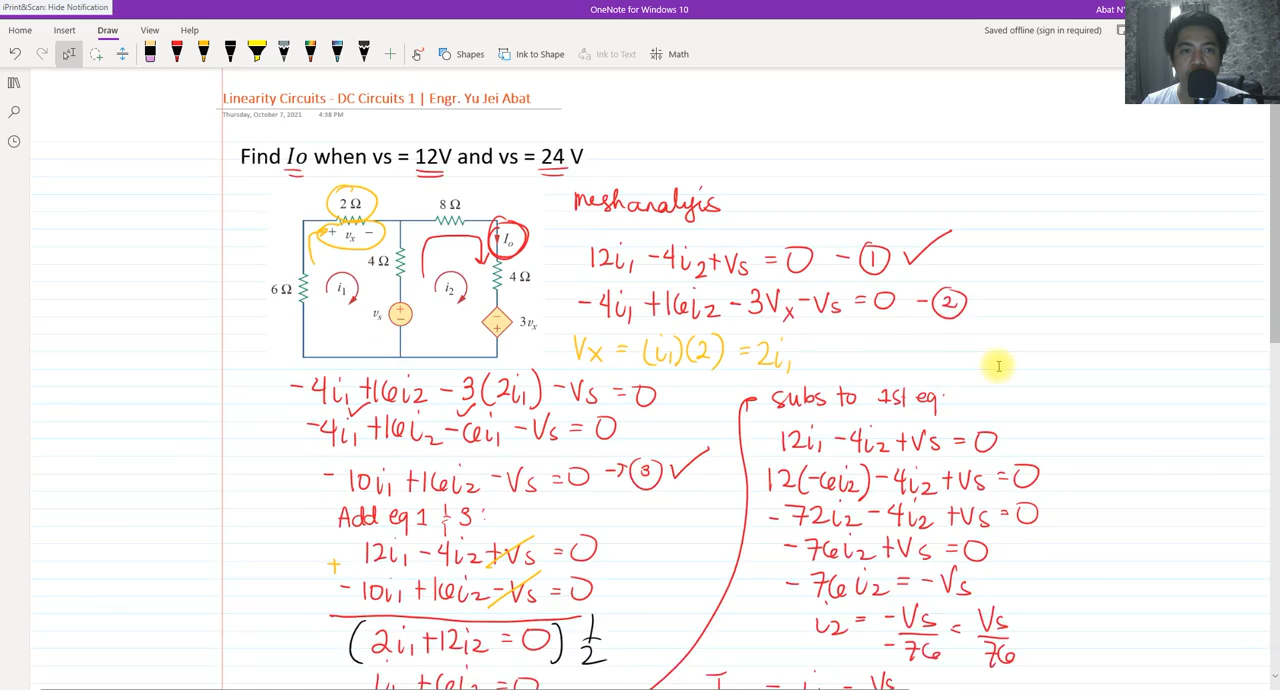 iPrint&Scan: Hide Notification
OneNote for Windows 10
Home
Insert
Draw
View
Help
Saved offline (sign in required)
Shapes
Ink to Shape
Ink to Text
Math
Linearity Circuits - DC Circuits 1 | Engr. Yu Jei Abat
Thursday, October 7, 2021 4:38 PM
Find Io when vs = 12V and vs = 24 V
2 Ω
8 Ω
+ vx −
Io
4 Ω
4 Ω
6 Ω
i1
i2
vs
+
−
−
+
3vx
mesh analysis
12i1 - 4i2 + Vs = 0 - ① ✓
-4i1 + 16i2 - 3Vx - Vs = 0 - ②
Vx = (i1)(2) = 2i1
-4i1 + 16i2 - 3(2i1) - Vs = 0
-4i1 + 16i2 - 6i1 - Vs = 0
-10i1 + 16i2 - Vs = 0 → ③ ✓
Add eq 1 & 3:
12i1 - 4i2 + Vs = 0
+
-10i1 + 16i2 - Vs = 0
(2i1 + 12i2 = 0) 1/2
i1 + 6i2 = 0
subs to 1st eq.
12i1 - 4i2 + Vs = 0
12(-6i2) - 4i2 + Vs = 0
-72i2 - 4i2 + Vs = 0
-76i2 + Vs = 0
-76i2 = -Vs
i2 = -Vs/-76 = Vs/76